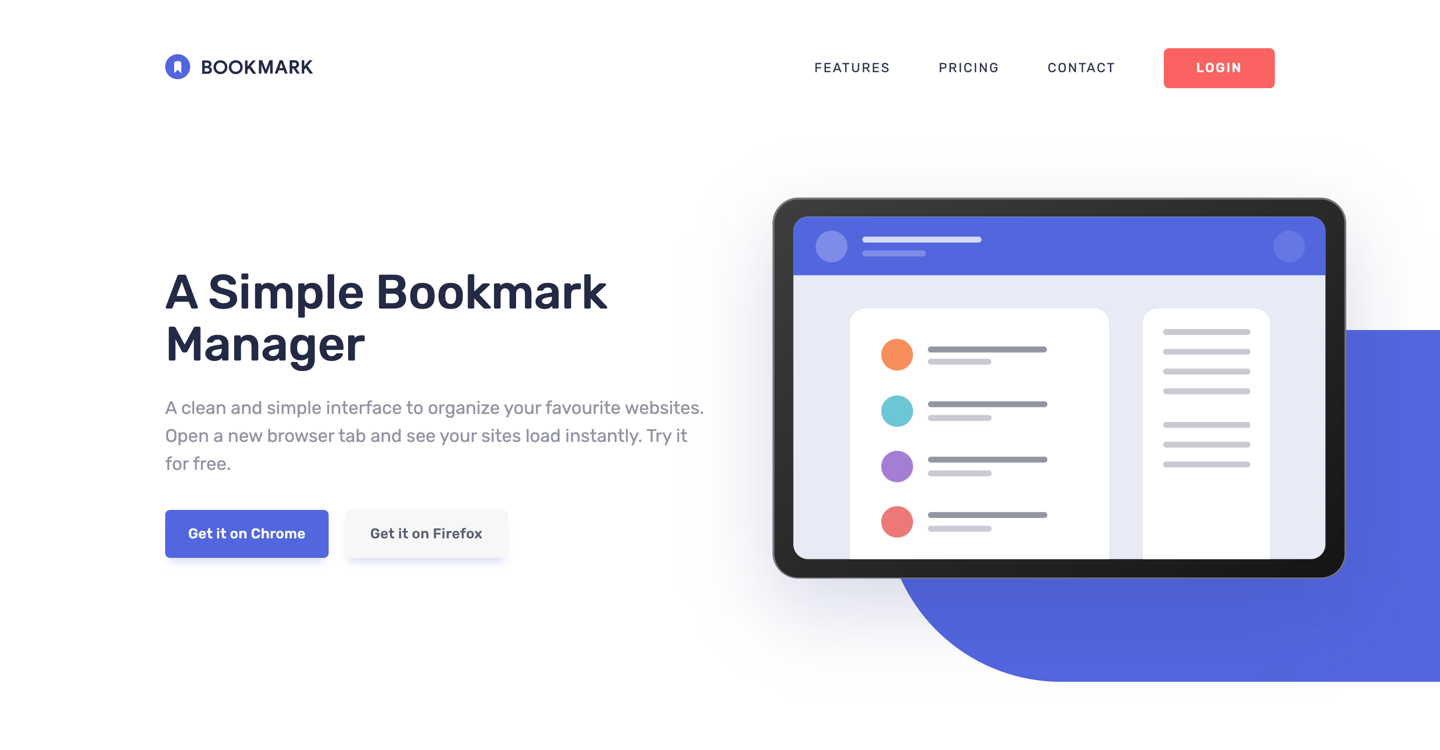 BOOKMARK
FEATURES
PRICING
CONTACT
LOGIN
A Simple Bookmark
Manager
A clean and simple interface to organize your favourite websites.
Open a new browser tab and see your sites load instantly. Try it
for free.
Get it on Chrome
Get it on Firefox